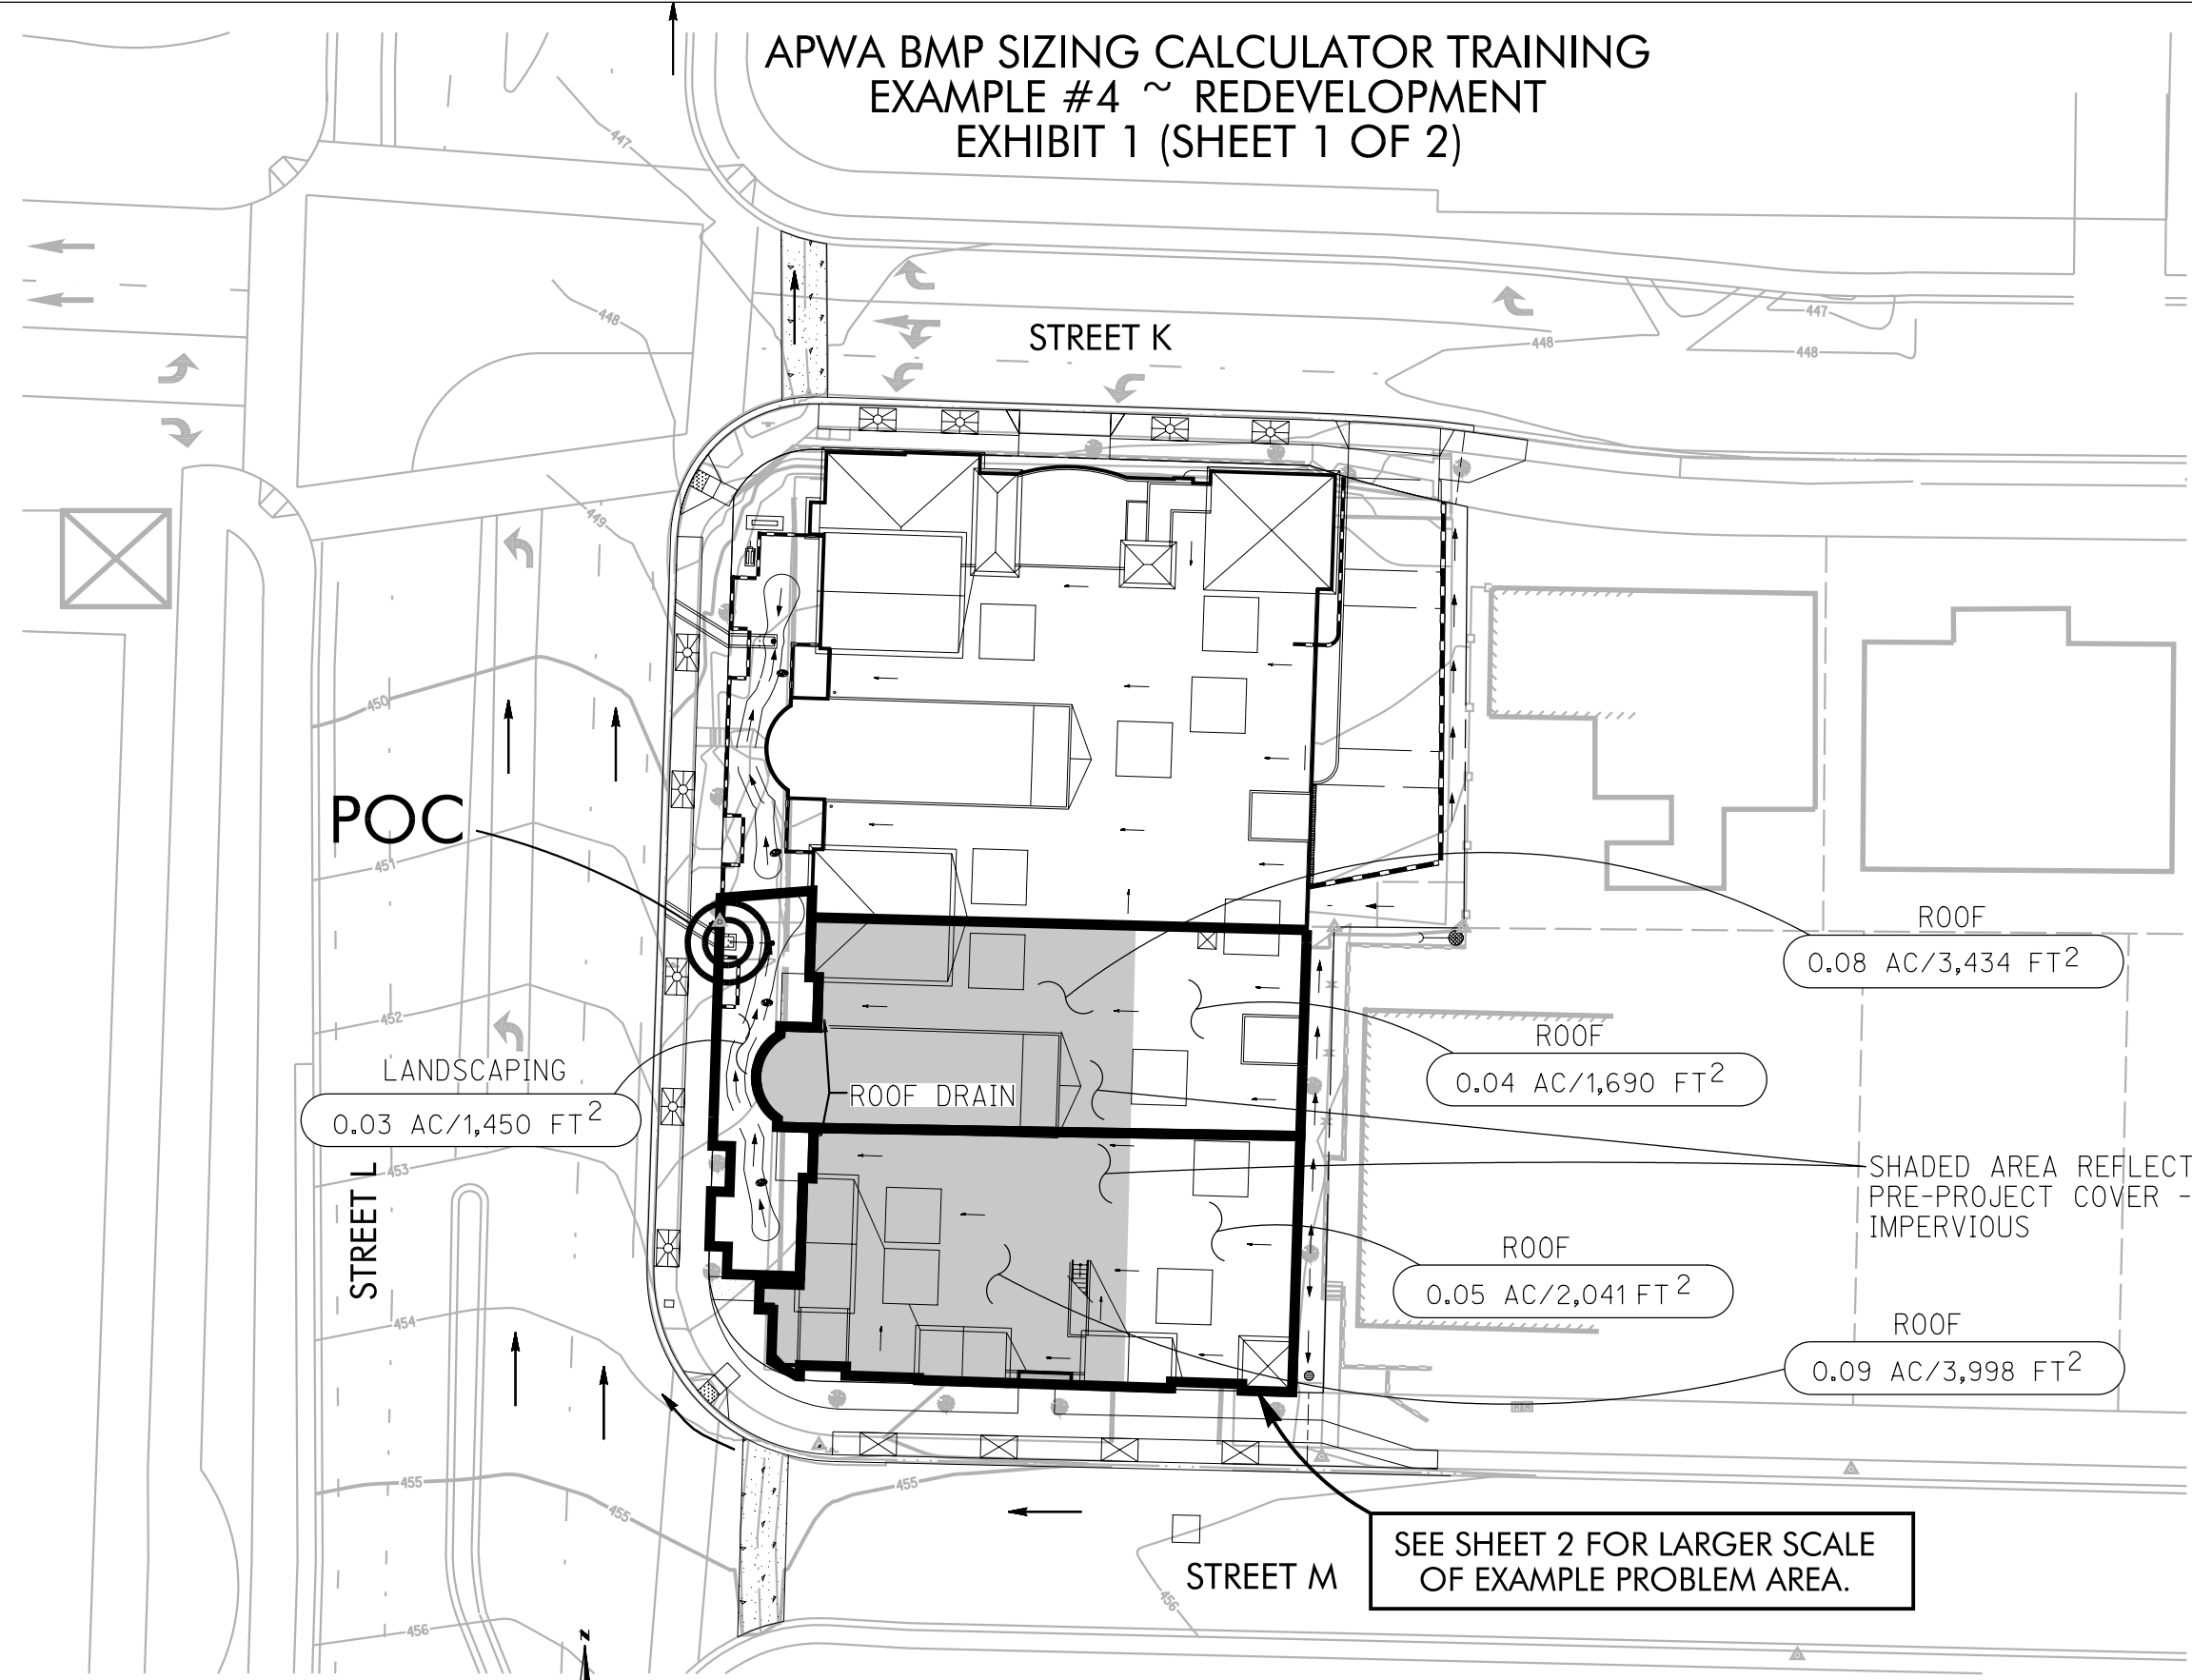 APWA BMP SIZING CALCULATOR TRAINING
EXAMPLE #4 ~ REDEVELOPMENT
EXHIBIT 1 (SHEET 1 OF 2)
447
448
STREET K
447
448
448
449
450
POC
451
ROOF
0.08 AC/3,434 FT2
452
ROOF
0.04 AC/1,690 FT2
LANDSCAPING
0.03 AC/1,450 FT2
ROOF DRAIN
453
STREET L
SHADED AREA REFLECT
PRE-PROJECT COVER -
IMPERVIOUS
ROOF
0.05 AC/2,041 FT2
454
ROOF
0.09 AC/3,998 FT2
455
455
455
SEE SHEET 2 FOR LARGER SCALE
OF EXAMPLE PROBLEM AREA.
STREET M
456
456
N